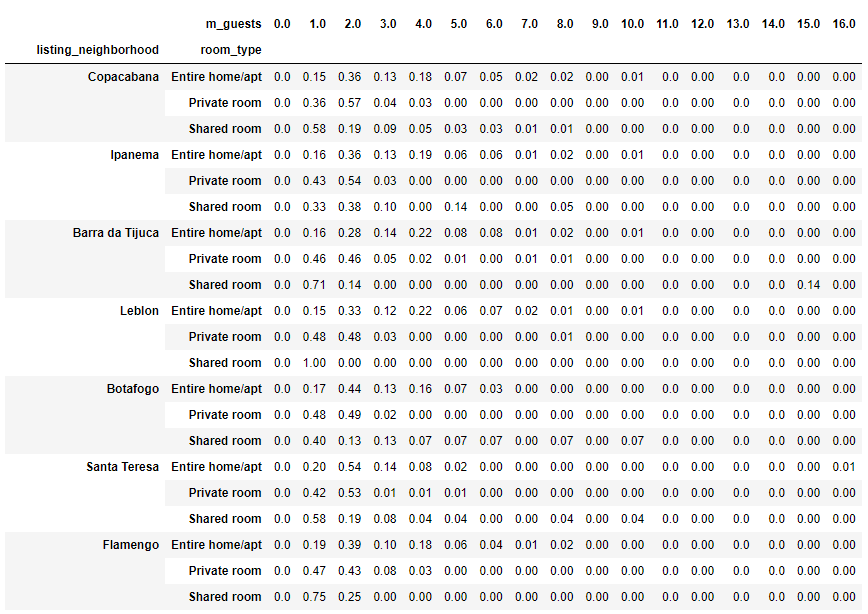 m_guests 0.0 1.0 2.0 3.0 4.0 5.0 6.0 7.0 8.0 9.0 10.0 11.0 12.0 13.0 14.0 15.0 16.0
listing_neighborhood room_type
Copacabana Entire home/apt 0.0 0.15 0.36 0.13 0.18 0.07 0.05 0.02 0.02 0.00 0.01 0.0 0.00 0.0 0.0 0.00 0.00
Private room 0.0 0.36 0.57 0.04 0.03 0.00 0.00 0.00 0.00 0.00 0.00 0.0 0.00 0.0 0.0 0.00 0.00
Shared room 0.0 0.58 0.19 0.09 0.05 0.03 0.03 0.01 0.01 0.00 0.00 0.0 0.00 0.0 0.0 0.00 0.00
Ipanema Entire home/apt 0.0 0.16 0.36 0.13 0.19 0.06 0.06 0.01 0.02 0.00 0.01 0.0 0.00 0.0 0.0 0.00 0.00
Private room 0.0 0.43 0.54 0.03 0.00 0.00 0.00 0.00 0.00 0.00 0.00 0.0 0.00 0.0 0.0 0.00 0.00
Shared room 0.0 0.33 0.38 0.10 0.00 0.14 0.00 0.00 0.05 0.00 0.00 0.0 0.00 0.0 0.0 0.00 0.00
Barra da Tijuca Entire home/apt 0.0 0.16 0.28 0.14 0.22 0.08 0.08 0.01 0.02 0.00 0.01 0.0 0.00 0.0 0.0 0.00 0.00
Private room 0.0 0.46 0.46 0.05 0.02 0.01 0.00 0.01 0.01 0.00 0.00 0.0 0.00 0.0 0.0 0.00 0.00
Shared room 0.0 0.71 0.14 0.00 0.00 0.00 0.00 0.00 0.00 0.00 0.00 0.0 0.00 0.0 0.0 0.14 0.00
Leblon Entire home/apt 0.0 0.15 0.33 0.12 0.22 0.06 0.07 0.02 0.01 0.00 0.01 0.0 0.00 0.0 0.0 0.00 0.00
Private room 0.0 0.48 0.48 0.03 0.00 0.00 0.00 0.00 0.01 0.00 0.00 0.0 0.00 0.0 0.0 0.00 0.00
Shared room 0.0 1.00 0.00 0.00 0.00 0.00 0.00 0.00 0.00 0.00 0.00 0.0 0.00 0.0 0.0 0.00 0.00
Botafogo Entire home/apt 0.0 0.17 0.44 0.13 0.16 0.07 0.03 0.00 0.00 0.00 0.00 0.0 0.00 0.0 0.0 0.00 0.00
Private room 0.0 0.48 0.49 0.02 0.00 0.00 0.00 0.00 0.00 0.00 0.00 0.0 0.00 0.0 0.0 0.00 0.00
Shared room 0.0 0.40 0.13 0.13 0.07 0.07 0.07 0.00 0.07 0.00 0.07 0.0 0.00 0.0 0.0 0.00 0.00
Santa Teresa Entire home/apt 0.0 0.20 0.54 0.14 0.08 0.02 0.00 0.00 0.00 0.00 0.00 0.0 0.00 0.0 0.0 0.00 0.01
Private room 0.0 0.42 0.53 0.01 0.01 0.01 0.00 0.00 0.00 0.00 0.00 0.0 0.00 0.0 0.0 0.00 0.00
Shared room 0.0 0.58 0.19 0.08 0.04 0.04 0.00 0.00 0.04 0.00 0.04 0.0 0.00 0.0 0.0 0.00 0.00
Flamengo Entire home/apt 0.0 0.19 0.39 0.10 0.18 0.06 0.04 0.01 0.02 0.00 0.00 0.0 0.00 0.0 0.0 0.00 0.00
Private room 0.0 0.47 0.43 0.08 0.03 0.00 0.00 0.00 0.00 0.00 0.00 0.0 0.00 0.0 0.0 0.00 0.00
Shared room 0.0 0.75 0.25 0.00 0.00 0.00 0.00 0.00 0.00 0.00 0.00 0.0 0.00 0.0 0.0 0.00 0.00